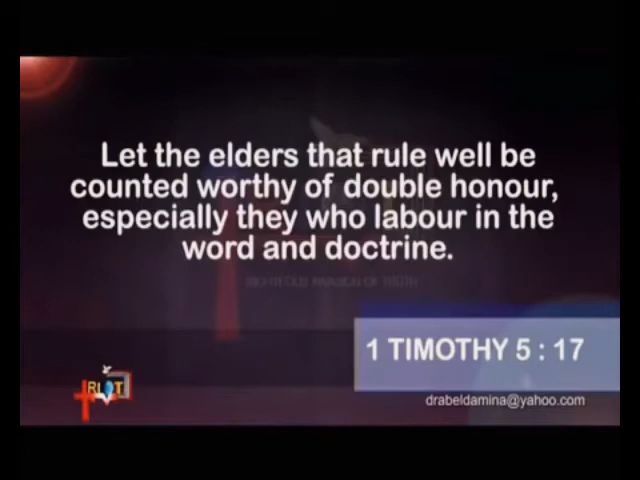 Let the elders that rule well be
counted worthy of double honour,
especially they who labour in the
word and doctrine.
1 TIMOTHY 5 : 17
drabeldamina@yahoo.com